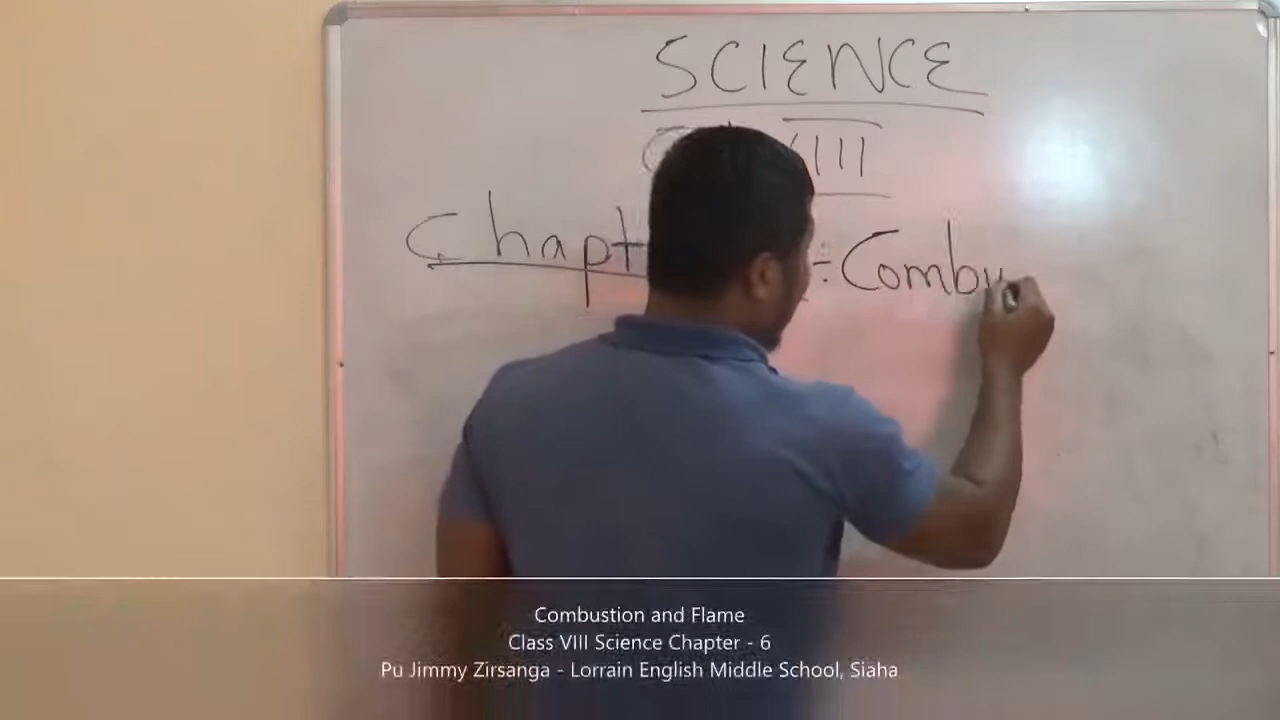 SCIENCE
VIII
Chapt
:- Combu
Combustion and Flame
Class VIII Science Chapter - 6
Pu Jimmy Zirsanga - Lorrain English Middle School, Siaha